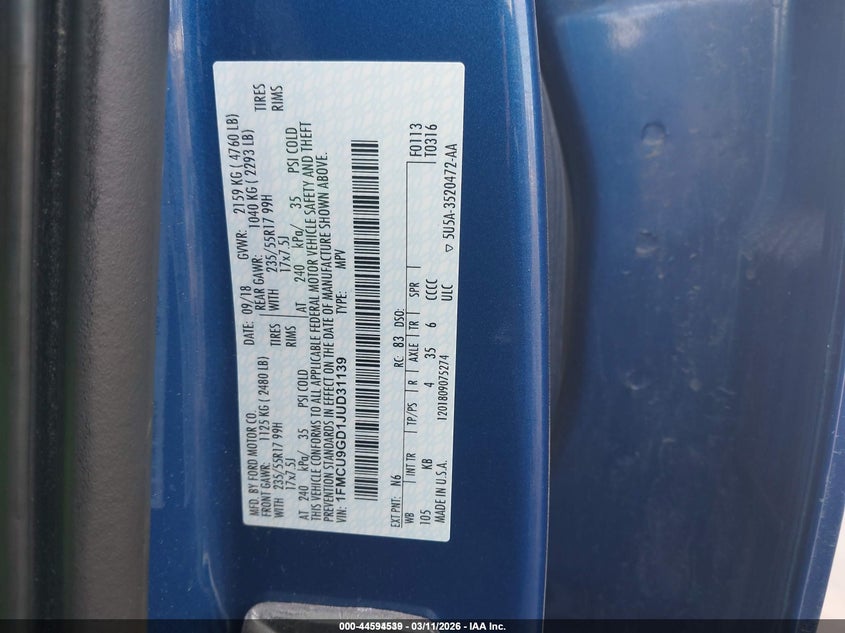 MFD. BY FORD MOTOR CO. DATE: 09/18 GVWR: 2159 KG ( 4760 LB)
FRONT GAWR: 1125 KG ( 2480 LB) REAR GAWR: 1040 KG ( 2293 LB)
WITH 235/55R17 99H TIRES WITH 235/55R17 99H TIRES
17x7.5J RIMS 17x7.5J RIMS
AT 240 kPa/ 35 PSI COLD AT 240 kPa/ 35 PSI COLD
THIS VEHICLE CONFORMS TO ALL APPLICABLE FEDERAL MOTOR VEHICLE SAFETY AND THEFT
PREVENTION STANDARDS IN EFFECT ON THE DATE OF MANUFACTURE SHOWN ABOVE.
VIN: 1FMCU9GD1JUD31139 TYPE: MPV
EXT PNT: N6 RC: 83 DSO: F0113
WB INT TR TP/PS R AXLE TR SPR T0316
105 KB 4 35 6 CCCC
MADE IN U.S.A. 1201809075274 ULC
▽ 5U5A-3520472-AA
000-44594539 - 03/11/2026 - IAA Inc.